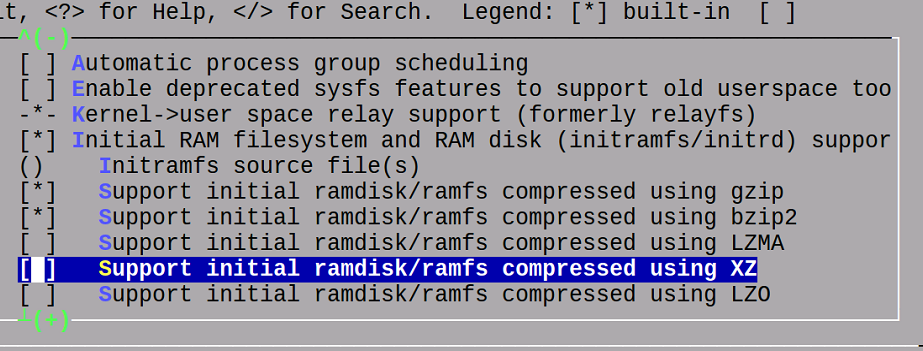 lt, <?> for Help, </> for Search.  Legend: [*] built-in  [ ]
^(-)
[ ] Automatic process group scheduling
[ ] Enable deprecated sysfs features to support old userspace too
-*- Kernel->user space relay support (formerly relayfs)
[*] Initial RAM filesystem and RAM disk (initramfs/initrd) suppor
()    Initramfs source file(s)
[*]   Support initial ramdisk/ramfs compressed using gzip
[*]   Support initial ramdisk/ramfs compressed using bzip2
[ ]   Support initial ramdisk/ramfs compressed using LZMA
[ ]   Support initial ramdisk/ramfs compressed using XZ
[ ]   Support initial ramdisk/ramfs compressed using LZO
┴(+)